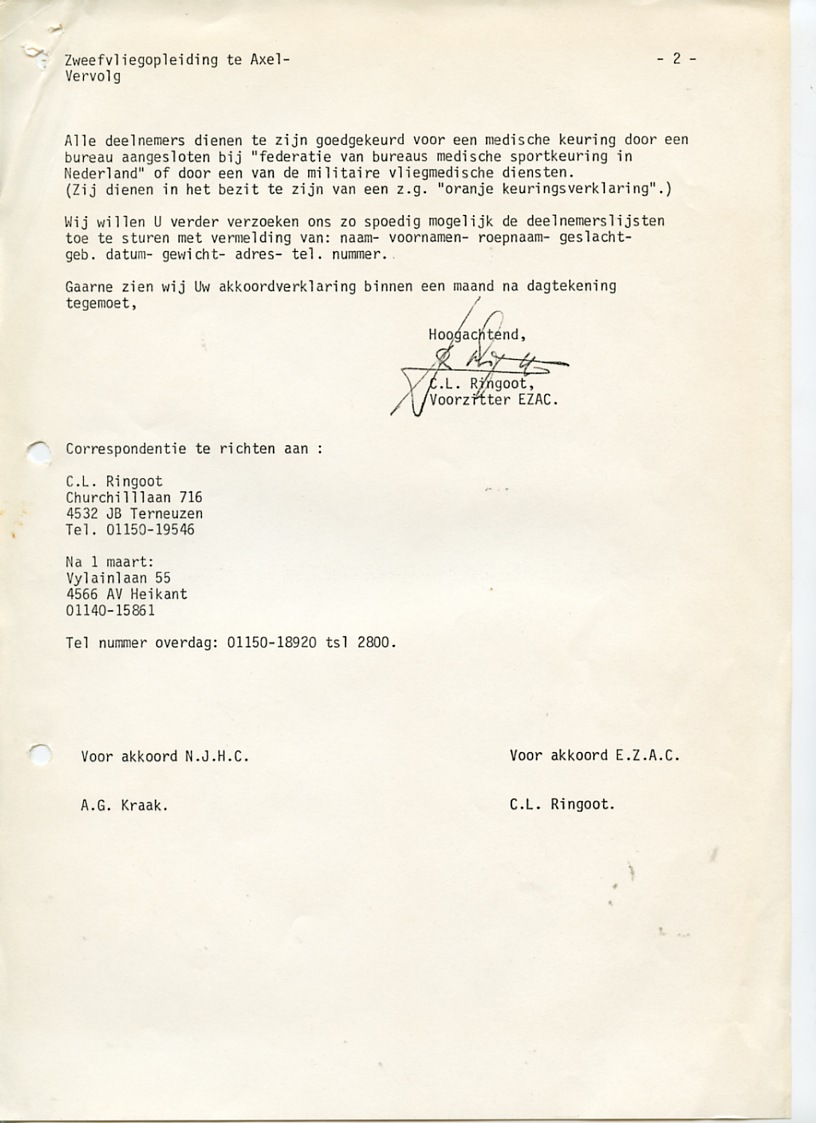 Zweefvliegopleiding te Axel- - 2 -
Vervolg
Alle deelnemers dienen te zijn goedgekeurd voor een medische keuring door een
bureau aangesloten bij "federatie van bureaus medische sportkeuring in
Nederland" of door een van de militaire vliegmedische diensten.
(Zij dienen in het bezit te zijn van een z.g. "oranje keuringsverklaring".)
Wij willen U verder verzoeken ons zo spoedig mogelijk de deelnemerslijsten
toe te sturen met vermelding van: naam- voornamen- roepnaam- geslacht-
geb. datum- gewicht- adres- tel. nummer.
Gaarne zien wij Uw akkoordverklaring binnen een maand na dagtekening
tegemoet,
Hoogachtend,
C.L. Ringoot,
Voorzitter EZAC.
Correspondentie te richten aan :
C.L. Ringoot
Churchilllaan 716
4532 JB Terneuzen
Tel. 01150-19546
Na 1 maart:
Vylainlaan 55
4566 AV Heikant
01140-15861
Tel nummer overdag: 01150-18920 tsl 2800.
Voor akkoord N.J.H.C. Voor akkoord E.Z.A.C.
A.G. Kraak. C.L. Ringoot.